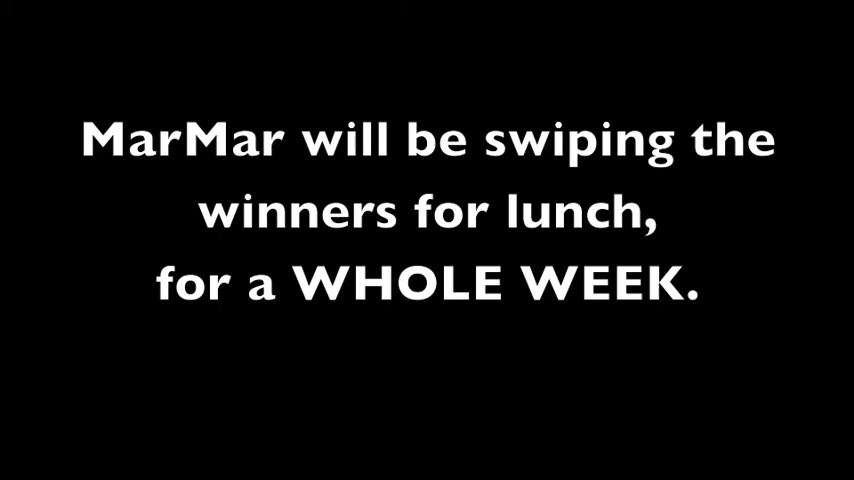 MarMar will be swiping the
winners for lunch,
for a WHOLE WEEK.